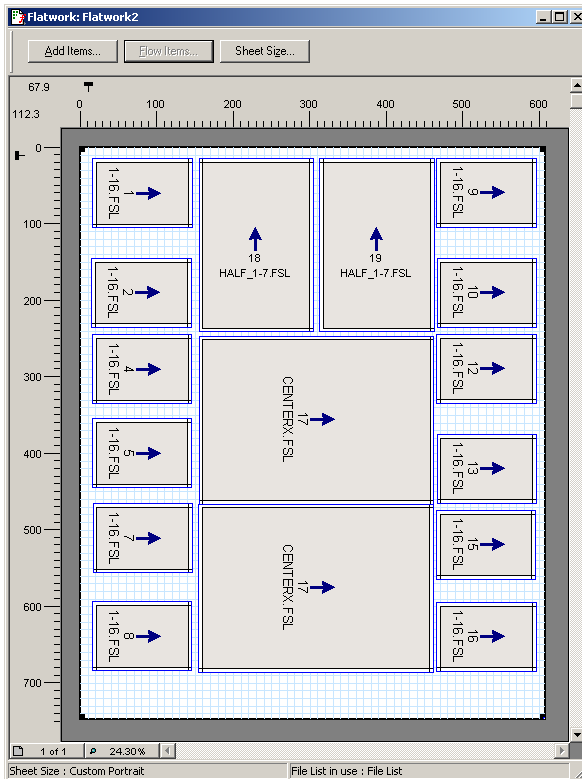 Flatwork: Flatwork2
Add Items... Flow Items... Sheet Size...
67.9
0 100 200 300 400 500 600
112.3
0
100
200
300
400
500
600
700
1
1-16.FSL
2
1-16.FSL
4
1-16.FSL
5
1-16.FSL
7
1-16.FSL
8
1-16.FSL
18
HALF_1-7.FSL
19
HALF_1-7.FSL
17
CENTERX.FSL
17
CENTERX.FSL
9
1-16.FSL
10
1-16.FSL
12
1-16.FSL
13
1-16.FSL
15
1-16.FSL
16
1-16.FSL
1 of 1 24.30%
Sheet Size : Custom Portrait File List in use : File List